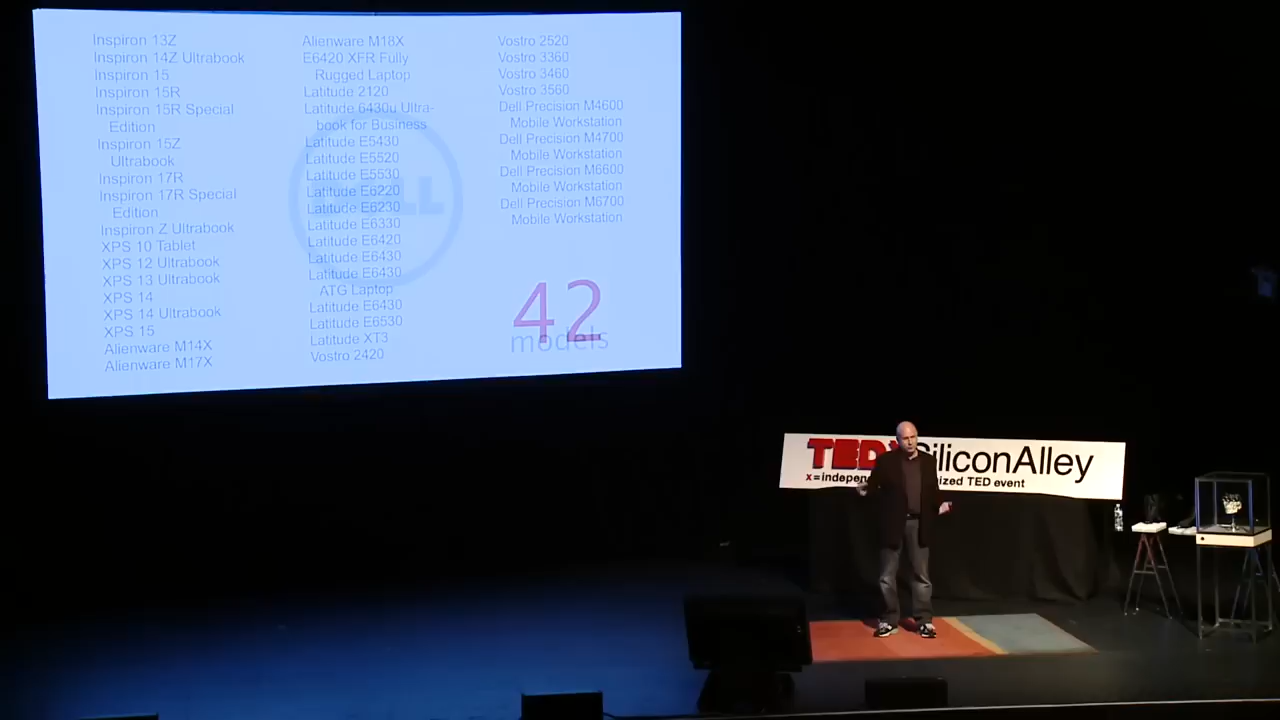 Inspiron 13Z
Inspiron 14Z Ultrabook
Inspiron 15
Inspiron 15R
Inspiron 15R Special
Edition
Inspiron 15Z
Ultrabook
Inspiron 17R
Inspiron 17R Special
Edition
Inspiron Z Ultrabook
XPS 10 Tablet
XPS 12 Ultrabook
XPS 13 Ultrabook
XPS 14
XPS 14 Ultrabook
XPS 15
Alienware M14X
Alienware M17X
Alienware M18X
E6420 XFR Fully
Rugged Laptop
Latitude 2120
Latitude 6430u Ultra-
book for Business
Latitude E5430
Latitude E5520
Latitude E5530
Latitude E6220
Latitude E6230
Latitude E6330
Latitude E6420
Latitude E6430
Latitude E6430
ATG Laptop
Latitude E6430
Latitude E6530
Latitude XT3
Vostro 2420
Vostro 2520
Vostro 3360
Vostro 3460
Vostro 3560
Dell Precision M4600
Mobile Workstation
Dell Precision M4700
Mobile Workstation
Dell Precision M6600
Mobile Workstation
Dell Precision M6700
Mobile Workstation
42
models
TEDx SiliconAlley
x=indepen ized TED event